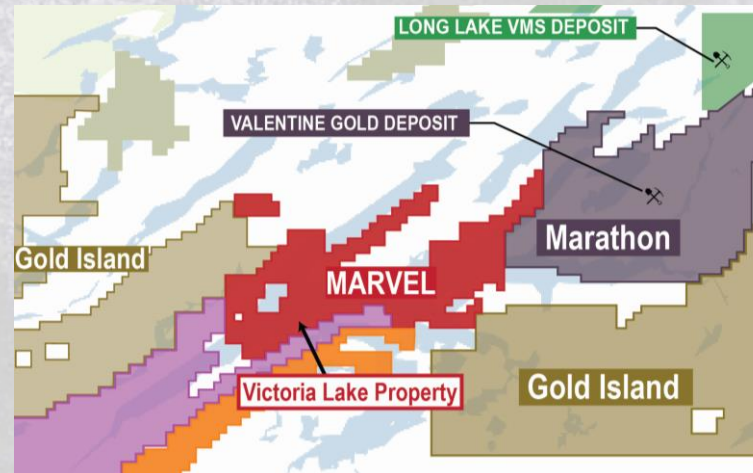 LONG LAKE VMS DEPOSIT
VALENTINE GOLD DEPOSIT
Marathon
Gold Island
MARVEL
Victoria Lake Property
Gold Island